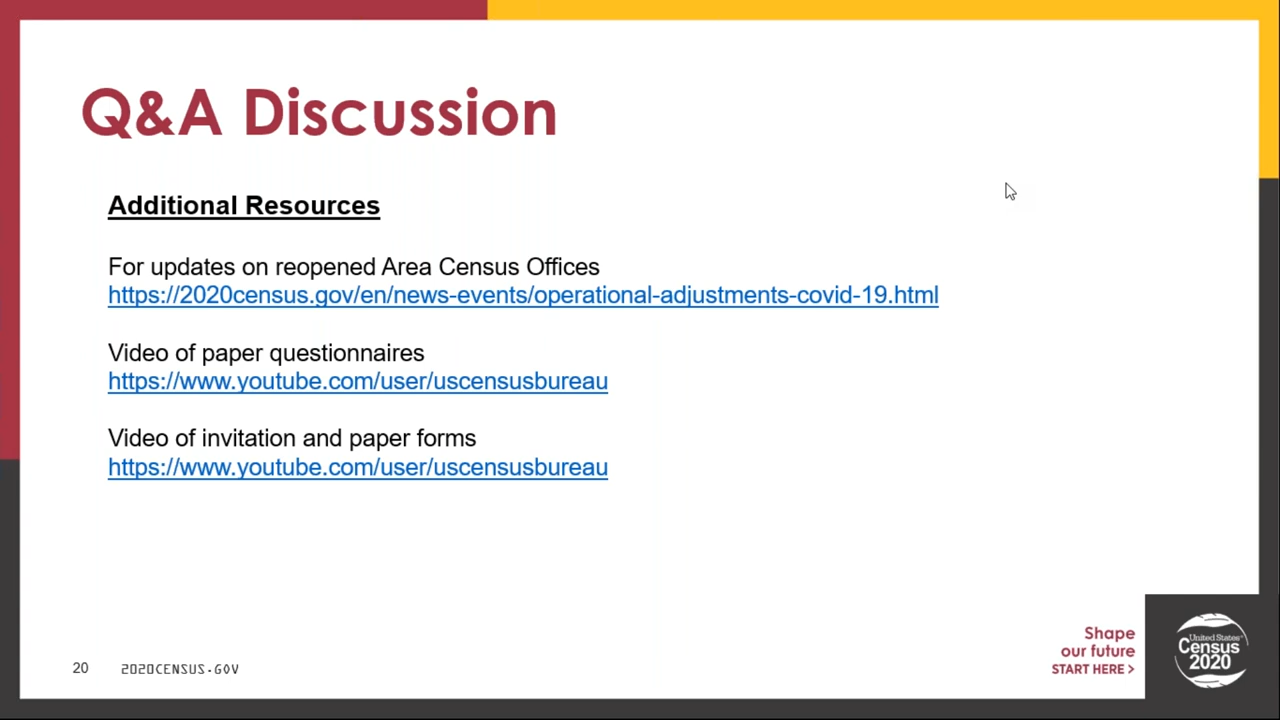 Q&A Discussion
Additional Resources
For updates on reopened Area Census Offices
https://2020census.gov/en/news-events/operational-adjustments-covid-19.html
Video of paper questionnaires
https://www.youtube.com/user/uscensusbureau
Video of invitation and paper forms
https://www.youtube.com/user/uscensusbureau
Shape
our future
START HERE >
United States®
Census
2020
20 2020CENSUS.GOV